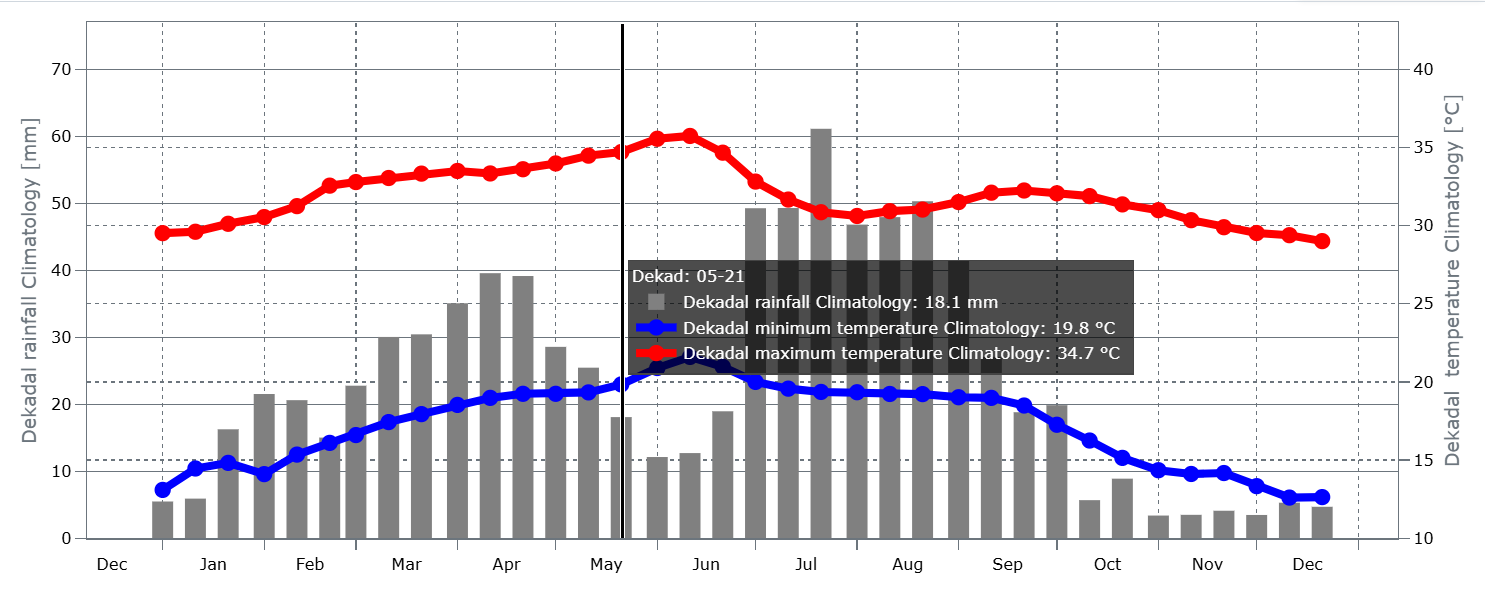 70
60
50
40
30
20
10
0
Dekadal rainfall Climatology [mm]
40
35
30
25
20
15
10
Dekadal temperature Climatology [°C]
Dekad: 05-21
Dekadal rainfall Climatology: 18.1 mm
Dekadal minimum temperature Climatology: 19.8 °C
Dekadal maximum temperature Climatology: 34.7 °C
Dec Jan Feb Mar Apr May Jun Jul Aug Sep Oct Nov Dec